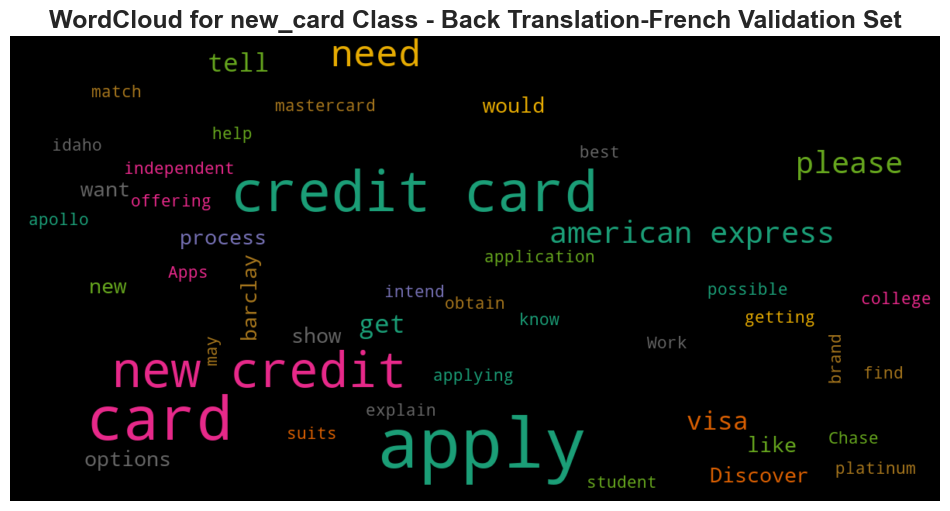 WordCloud for new_card Class - Back Translation-French Validation Set
need
tell
match
mastercard
would
help
idaho
best
independent
please
want
credit card
offering
apollo
american express
process
application
Apps
barclay
new
intend
possible
college
obtain
getting
know
get
show
Work
may
brand
new credit
applying
find
card
explain
visa
suits
apply
like
Chase
options
platinum
Discover
student